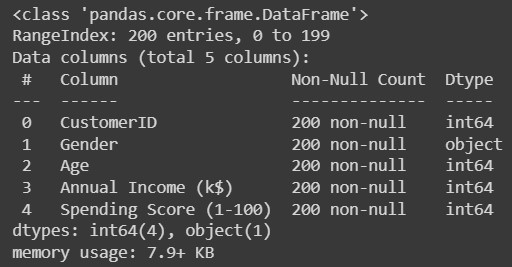 <class 'pandas.core.frame.DataFrame'>
RangeIndex: 200 entries, 0 to 199
Data columns (total 5 columns):
 #   Column                  Non-Null Count  Dtype
---  ------                  --------------  -----
 0   CustomerID              200 non-null    int64
 1   Gender                  200 non-null    object
 2   Age                     200 non-null    int64
 3   Annual Income (k$)      200 non-null    int64
 4   Spending Score (1-100)  200 non-null    int64
dtypes: int64(4), object(1)
memory usage: 7.9+ KB